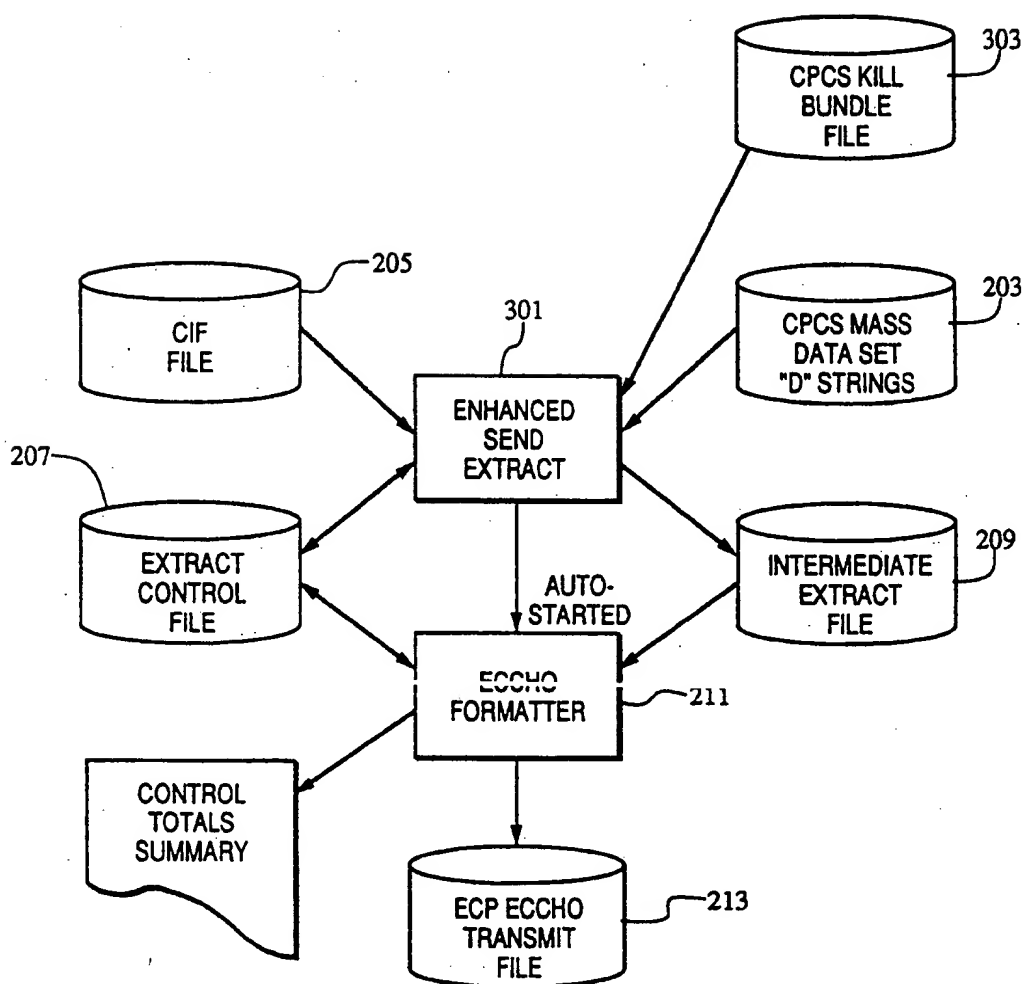 303
CPCS KILL
BUNDLE
FILE
205
CIF
FILE
203
CPCS MASS
DATA SET
"D" STRINGS
301
ENHANCED
SEND
EXTRACT
207
EXTRACT
CONTROL
FILE
209
INTERMEDIATE
EXTRACT
FILE
AUTO-
STARTED
ECCHO
FORMATTER
211
CONTROL
TOTALS
SUMMARY
ECP ECCHO
TRANSMIT
FILE
213